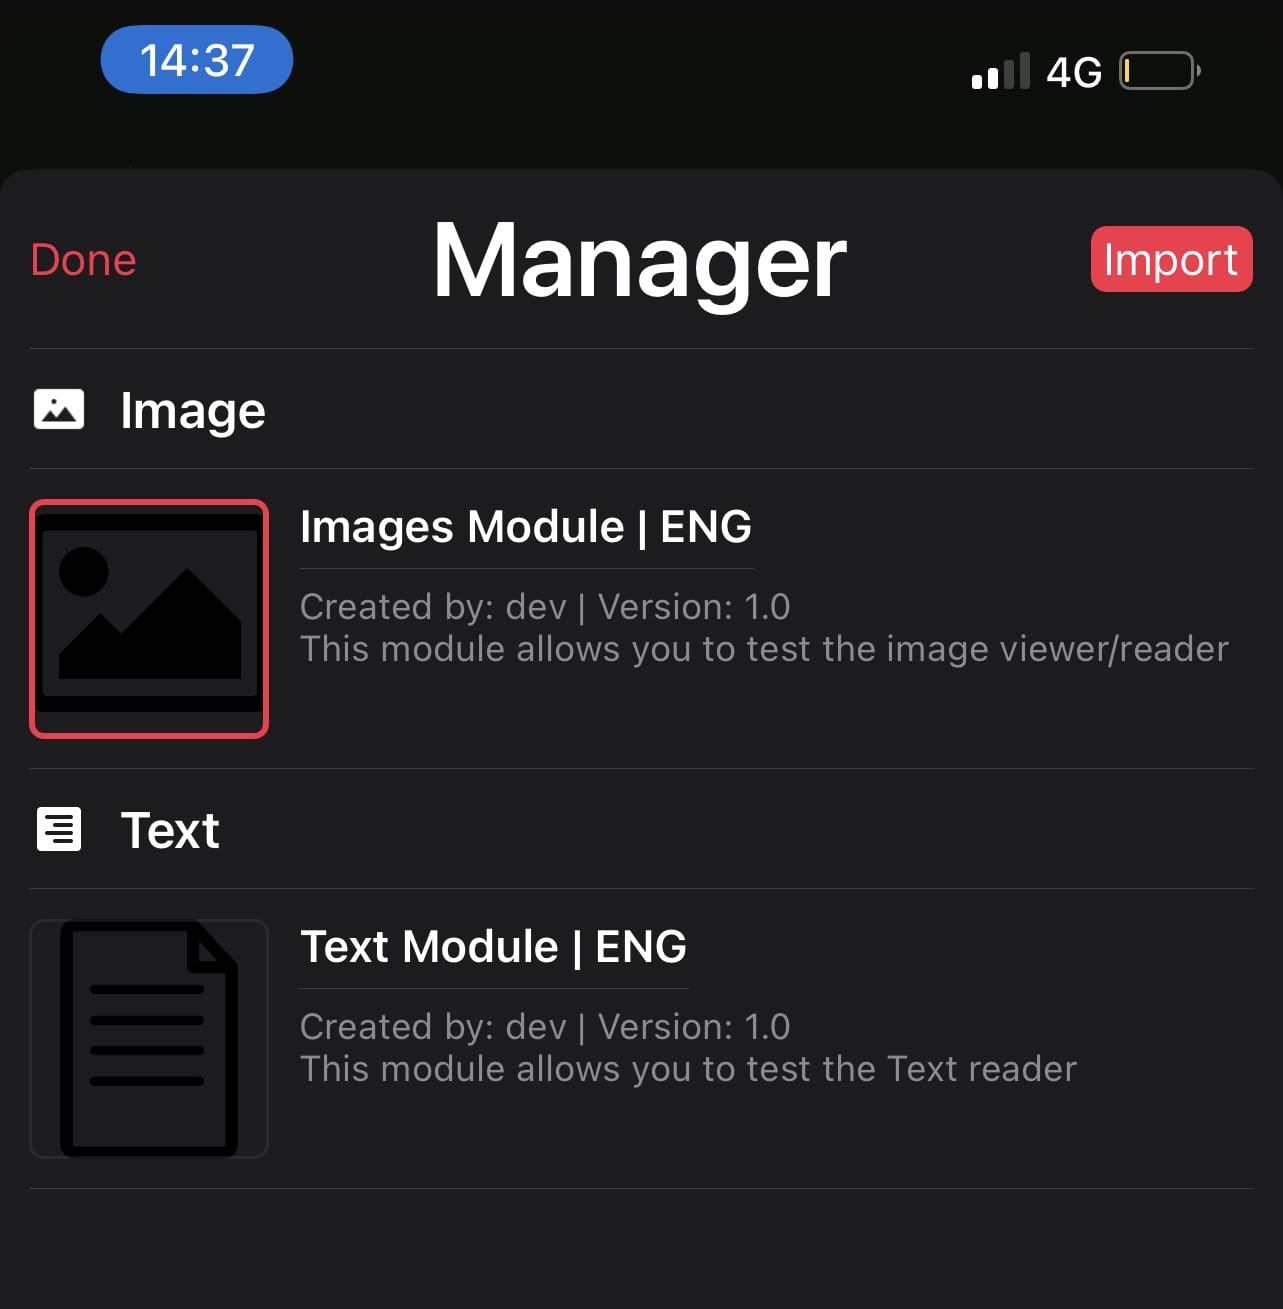 14:37
4G
Done
Manager
Import
Image
Images Module | ENG
Created by: dev | Version: 1.0
This module allows you to test the image viewer/reader
Text
Text Module | ENG
Created by: dev | Version: 1.0
This module allows you to test the Text reader